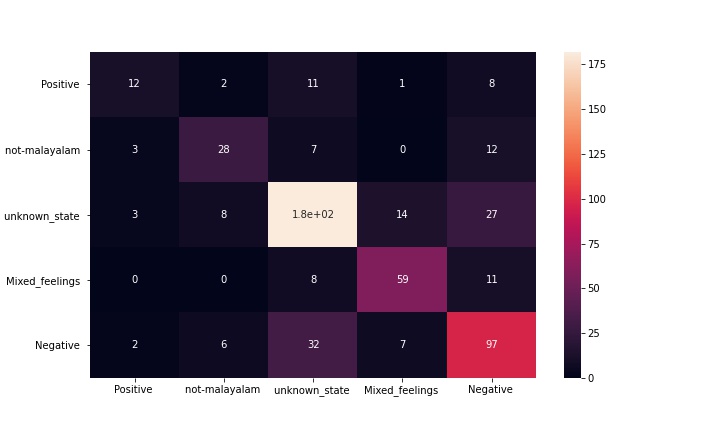 Positive 12 2 11 1 8
not-malayalam 3 28 7 0 12
unknown_state 3 8 1.8e+02 14 27
Mixed_feelings 0 0 8 59 11
Negative 2 6 32 7 97
Positive not-malayalam unknown_state Mixed_feelings Negative
175
150
125
100
75
50
25
0